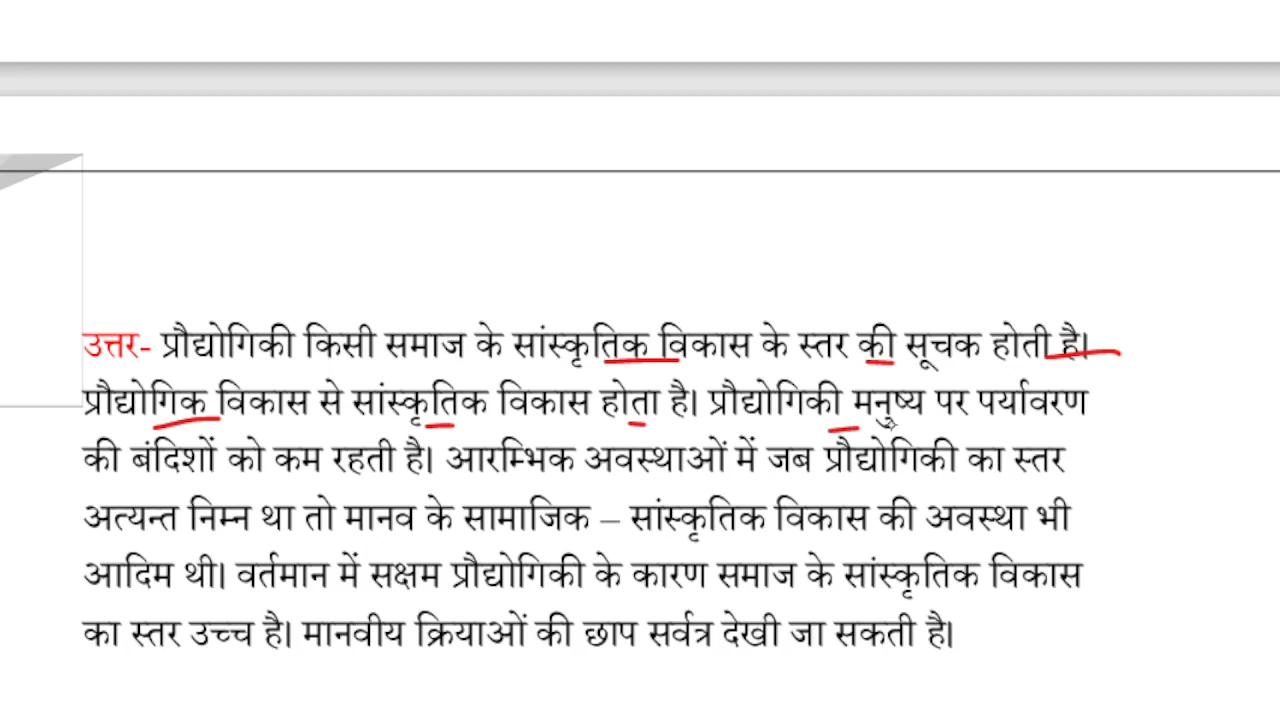 उत्तर- प्रौद्योगिकी किसी समाज के सांस्कृतिक विकास के स्तर की सूचक होती है।
प्रौद्योगिक विकास से सांस्कृतिक विकास होता है। प्रौद्योगिकी मनुष्य पर पर्यावरण
की बंदिशों को कम रहती है। आरम्भिक अवस्थाओं में जब प्रौद्योगिकी का स्तर
अत्यन्त निम्न था तो मानव के सामाजिक – सांस्कृतिक विकास की अवस्था भी
आदिम थी। वर्तमान में सक्षम प्रौद्योगिकी के कारण समाज के सांस्कृतिक विकास
का स्तर उच्च है। मानवीय क्रियाओं की छाप सर्वत्र देखी जा सकती है।